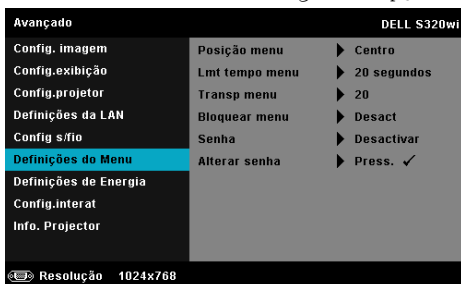 Avançado DELL S320wi
Config. imagem
Config.exibição
Config.projetor
Definições da LAN
Config s/fio
Definições do Menu
Definições de Energia
Config.interat
Info. Projector
Posição menu Centro
Lmt tempo menu 20 segundos
Transp menu 20
Bloquear menu Desact
Senha Desactivar
Alterar senha Press. ✓
Resolução 1024x768